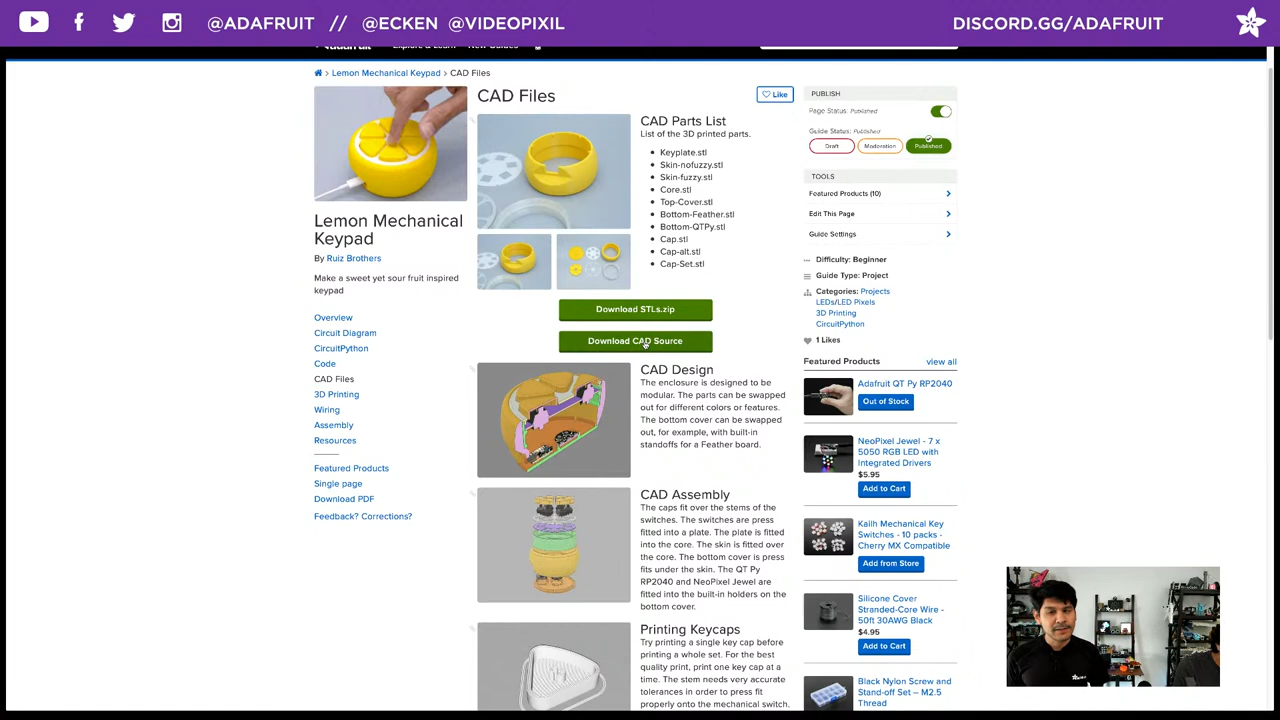 @ADAFRUIT // @ECKEN @VIDEOPIXIL
DISCORD.GG/ADAFRUIT
Lemon Mechanical Keypad > CAD Files
Lemon Mechanical
Keypad
By Ruiz Brothers
Make a sweet yet sour fruit inspired
keypad
Overview
Circuit Diagram
CircuitPython
Code
CAD Files
3D Printing
Wiring
Assembly
Resources
Featured Products
Single page
Download PDF
Feedback? Corrections?
CAD Files
Like
CAD Parts List
List of the 3D printed parts.
Keyplate.stl
Skin-nofuzzy.stl
Skin-fuzzy.stl
Core.stl
Top-Cover.stl
Bottom-Feather.stl
Bottom-QTPy.stl
Cap.stl
Cap-alt.stl
Cap-Set.stl
Download STLs.zip
Download CAD Source
CAD Design
The enclosure is designed to be
modular. The parts can be swapped
out for different colors or features.
The bottom cover can be swapped
out, for example, with built-in
standoffs for a Feather board.
CAD Assembly
The caps fit over the stems of the
switches. The switches are press
fitted into a plate. The plate is fitted
into the core. The skin is fitted over
the core. The bottom cover is press
fits under the skin. The QT Py
RP2040 and NeoPixel Jewel are
fitted into the built-in holders on the
bottom cover.
Printing Keycaps
Try printing a single key cap before
printing a whole set. For the best
quality print, print one key cap at a
time. The stem needs very accurate
tolerances in order to press fit
properly onto the mechanical switch.
PUBLISH
Page Status: Published
Guide Status: Published
Draft
Moderation
Published
TOOLS
Featured Products (10)
Edit This Page
Guide Settings
Difficulty: Beginner
Guide Type: Project
Categories: Projects
LEDs/LED Pixels
3D Printing
CircuitPython
1 Likes
Featured Products
view all
Adafruit QT Py RP2040
Out of Stock
NeoPixel Jewel - 7 x
5050 RGB LED with
Integrated Drivers
$5.95
Add to Cart
Kailh Mechanical Key
Switches - 10 packs -
Cherry MX Compatible
Add from Store
Silicone Cover
Stranded-Core Wire -
50ft 30AWG Black
$4.95
Add to Cart
Black Nylon Screw and
Stand-off Set – M2.5
Thread